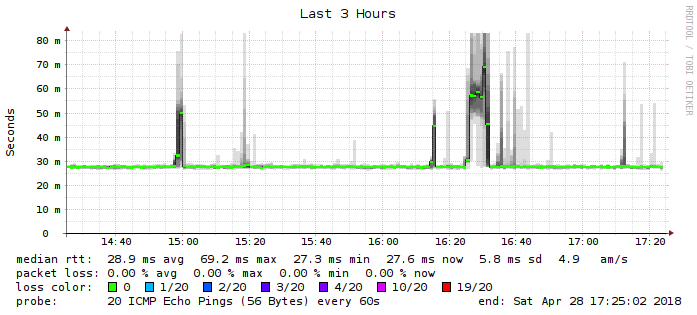 Last 3 Hours
RRDTOOL / TOBI OETIKER
Seconds
80 m
70 m
60 m
50 m
40 m
30 m
20 m
10 m
0
14:40 15:00 15:20 15:40 16:00 16:20 16:40 17:00 17:20
median rtt: 28.9 ms avg 69.2 ms max 27.3 ms min 27.6 ms now 5.8 ms sd 4.9 am/s
packet loss: 0.00 % avg 0.00 % max 0.00 % min 0.00 % now
loss color: 0 1/20 2/20 3/20 4/20 10/20 19/20
probe: 20 ICMP Echo Pings (56 Bytes) every 60s end: Sat Apr 28 17:25:02 2018